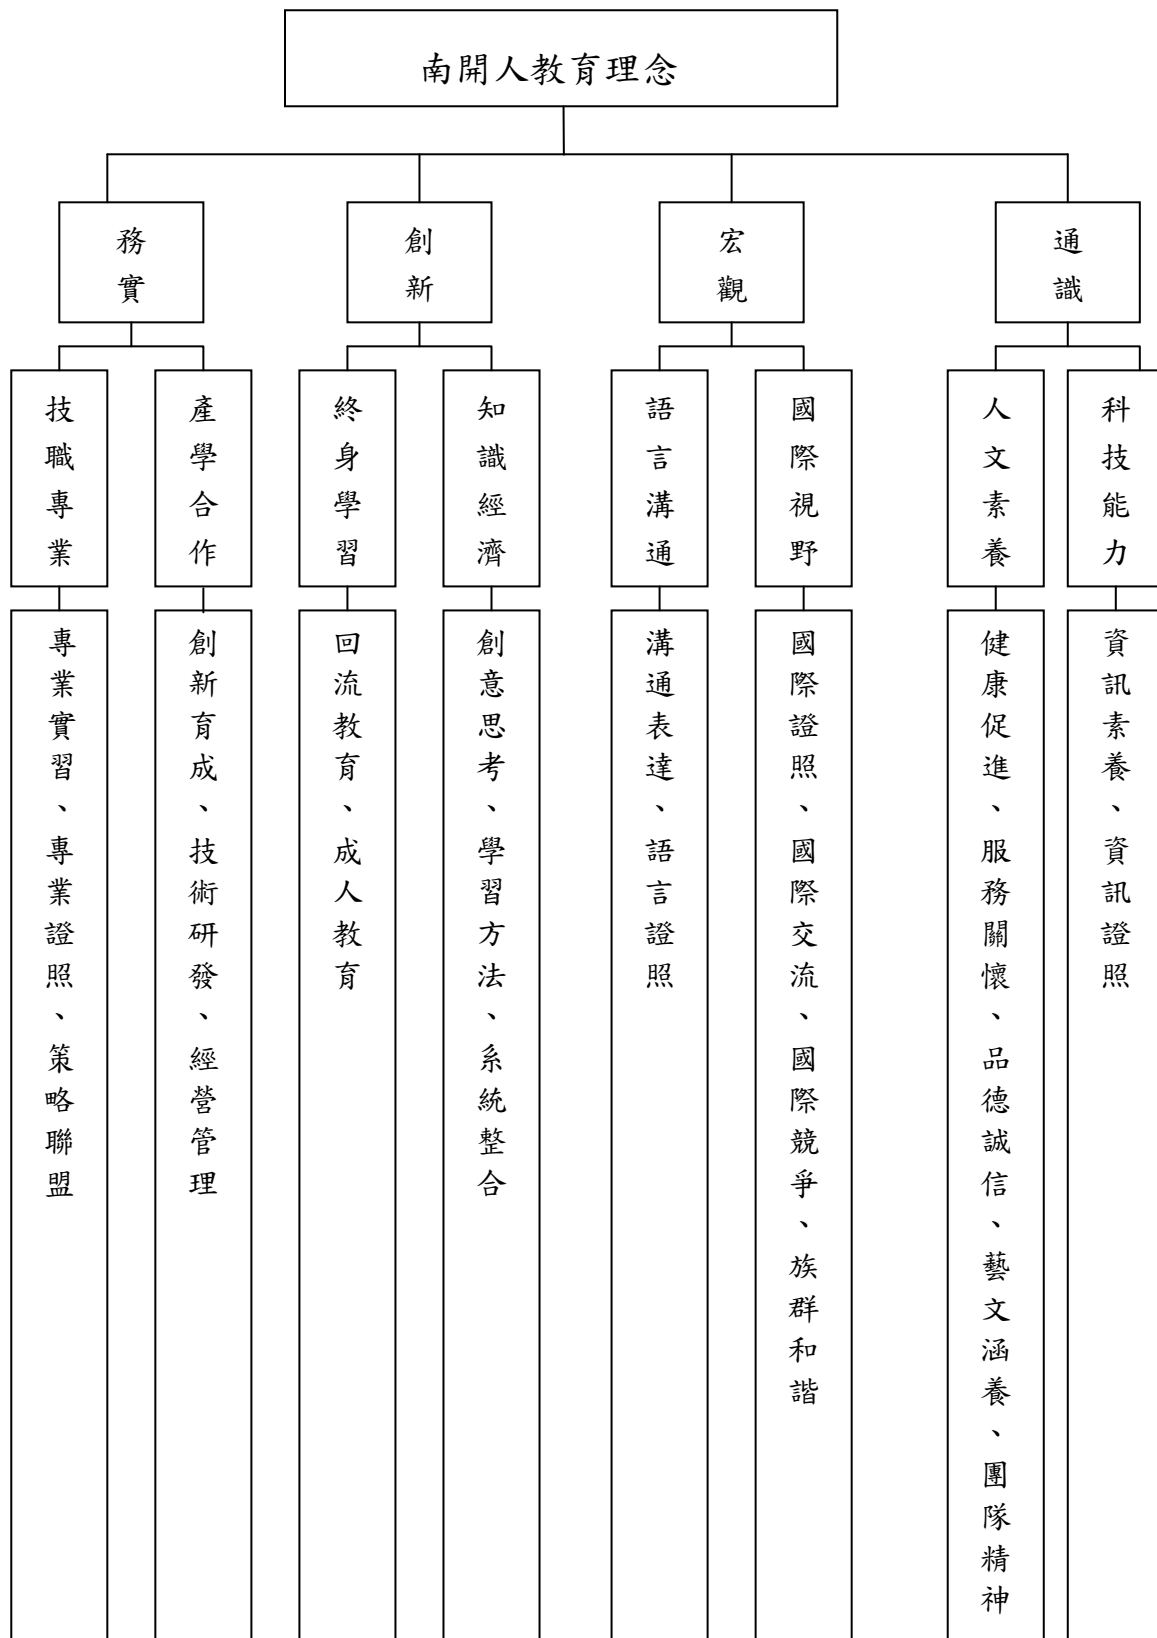 南開人教育理念
務實
創新
宏觀
通識
技職專業
產學合作
終身學習
知識經濟
語言溝通
國際視野
人文素養
科技能力
專業實習、專業證照、策略聯盟
創新育成、技術研發、經營管理
回流教育、成人教育
創意思考、學習方法、系統整合
溝通表達、語言證照
國際證照、國際交流、國際競爭、族群和諧
健康促進、服務關懷、品德誠信、藝文涵養、團隊精神
資訊素養、資訊證照